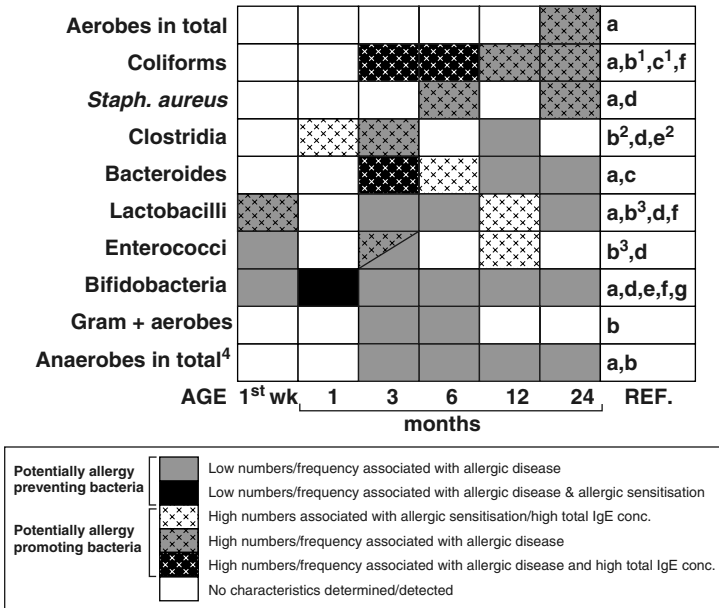 Aerobes in total a
Coliforms a,b¹,c¹,f
Staph. aureus a,d
Clostridia b²,d,e²
Bacteroides a,c
Lactobacilli a,b³,d,f
Enterococci b³,d
Bifidobacteria a,d,e,f,g
Gram + aerobes b
Anaerobes in total⁴ a,b
AGE 1ˢᵗ wk 1 3 6 12 24 REF.
months
Potentially allergy
preventing bacteria
Low numbers/frequency associated with allergic disease
Low numbers/frequency associated with allergic disease & allergic sensitisation
Potentially allergy
promoting bacteria
High numbers associated with allergic sensitisation/high total IgE conc.
High numbers/frequency associated with allergic disease
High numbers/frequency associated with allergic disease and high total IgE conc.
No characteristics determined/detected